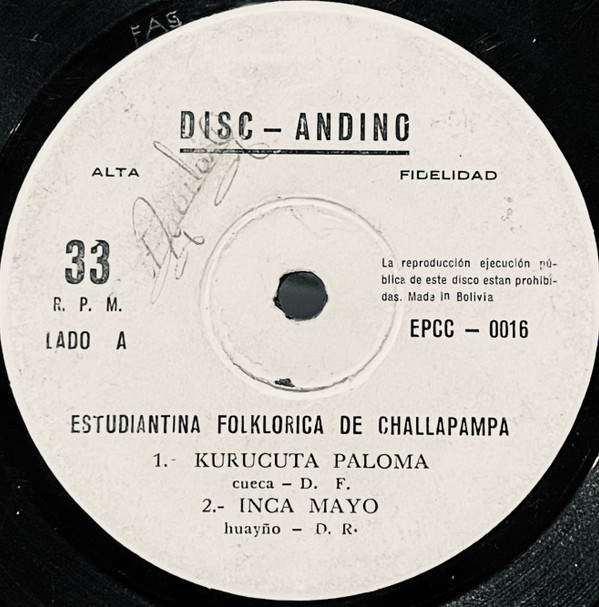 FAS
DISC – ANDINO
ALTA FIDELIDAD
33
R. P. M.
LADO A
La reproducción ejecución pú-
blica de este disco estan prohibi-
das. Made in Bolivia
EPCC – 0016
ESTUDIANTINA FOLKLORICA DE CHALLAPAMPA
1.- KURUCUTA PALOMA
cueca – D. F.
2.- INCA MAYO
huayño – D. R.